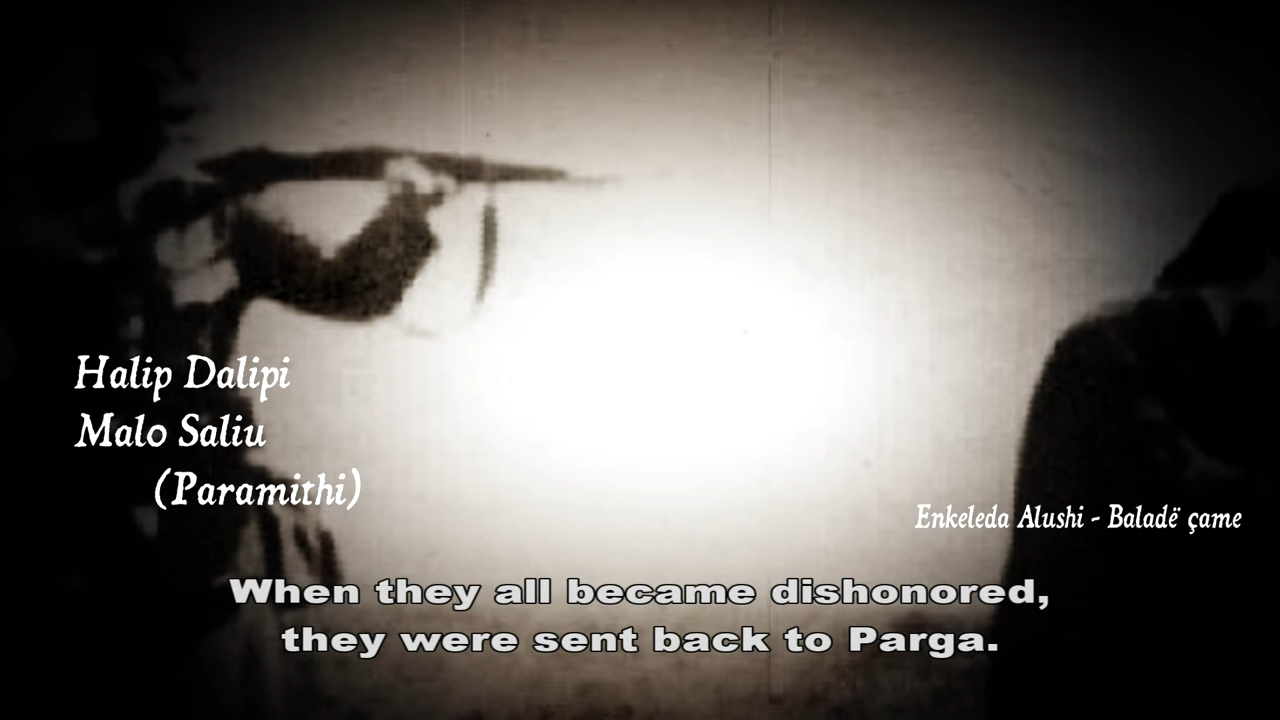 Halip Dalipi
Malo Saliu
(Paramithi)
Enkeleda Alushi - Baladë çame
When they all became dishonored,
they were sent back to Parga.